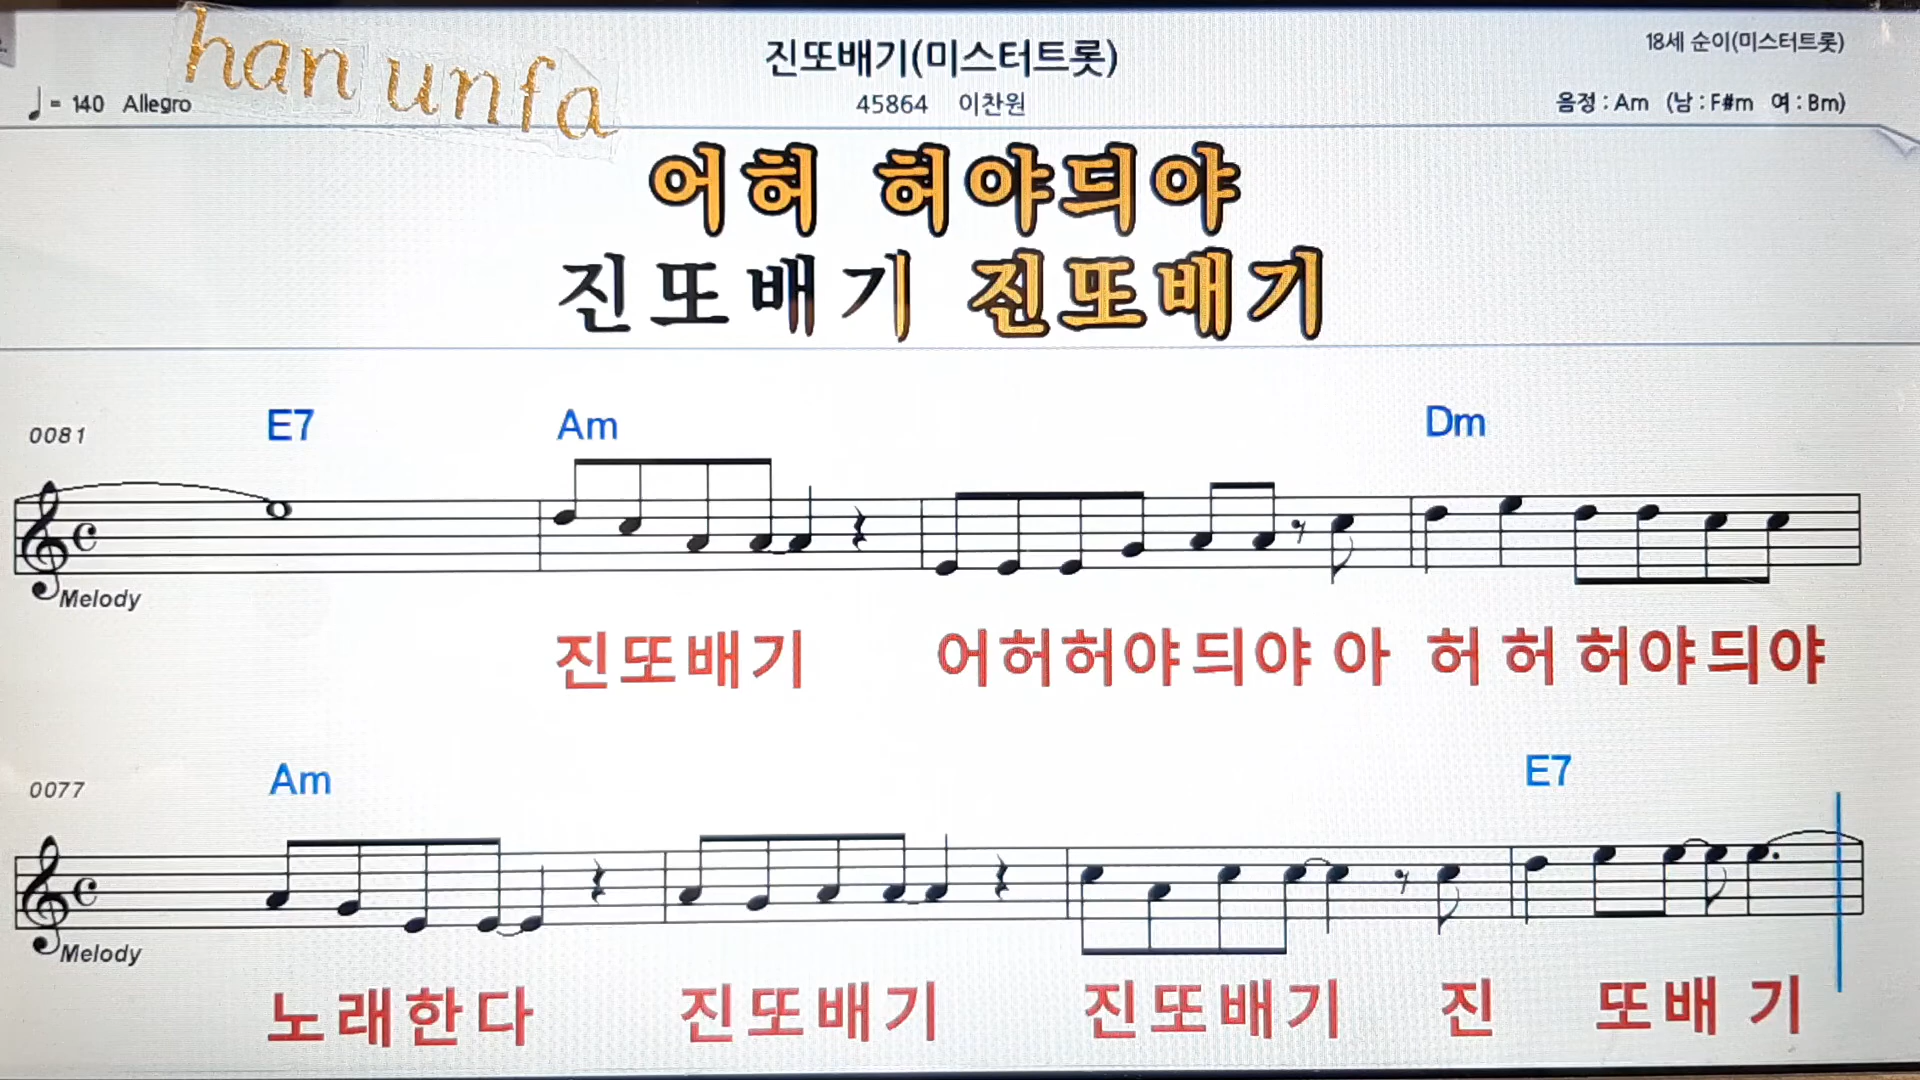 han unfa
진또배기(미스터트롯)
18세 순이(미스터트롯)
♩= 140 Allegro
45864 이찬원
음정 : Am (남 : F#m 여 : Bm)
어허 허야듸야
진또배기 진또배기
0081 E7 Am Dm
Melody
진또배기 어허허야듸야 아 허 허 허야듸야
0077 Am E7
Melody
노래한다 진또배기 진또배기 진 또배 기